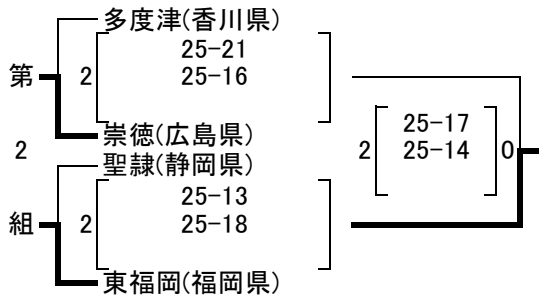 多度津(香川県)
25-21
第 2 25-16
崇徳(広島県)
25-17
2 2 25-14 0
聖隷(静岡県)
25-13
組 2 25-18
東福岡(福岡県)